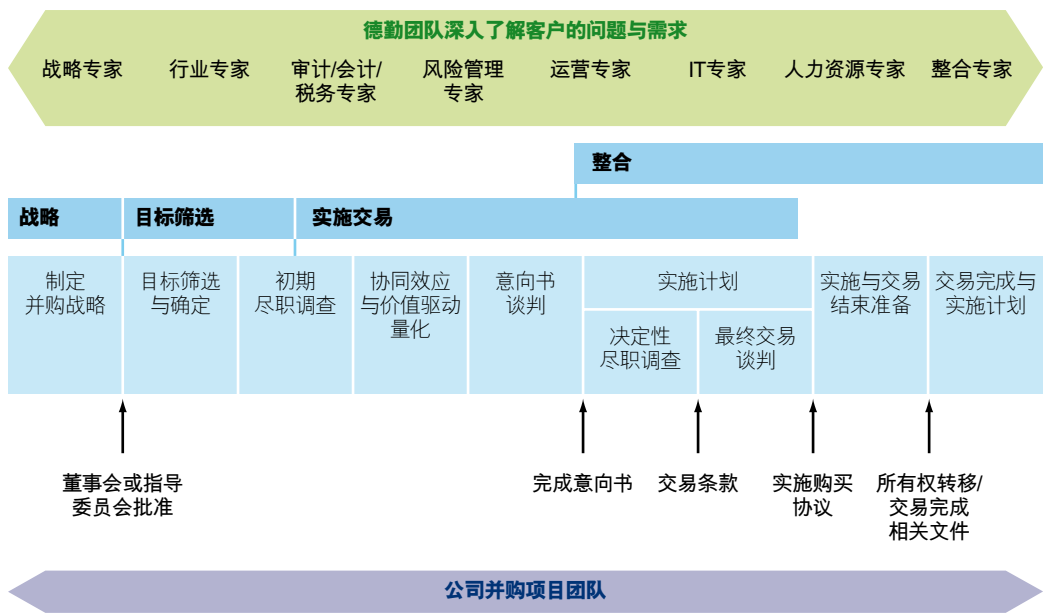 德勤团队深入了解客户的问题与需求
战略专家
行业专家
审计/会计/
税务专家
风险管理
专家
运营专家
IT专家
人力资源专家
整合专家
整合
战略
目标筛选
实施交易
制定
并购战略
目标筛选
与确定
初期
尽职调查
协同效应
与价值驱动
量化
意向书
谈判
实施计划
决定性
尽职调查
最终交易
谈判
实施与交易
结束准备
交易完成与
实施计划
董事会或指导
委员会批准
完成意向书
交易条款
实施购买
协议
所有权转移/
交易完成
相关文件
公司并购项目团队